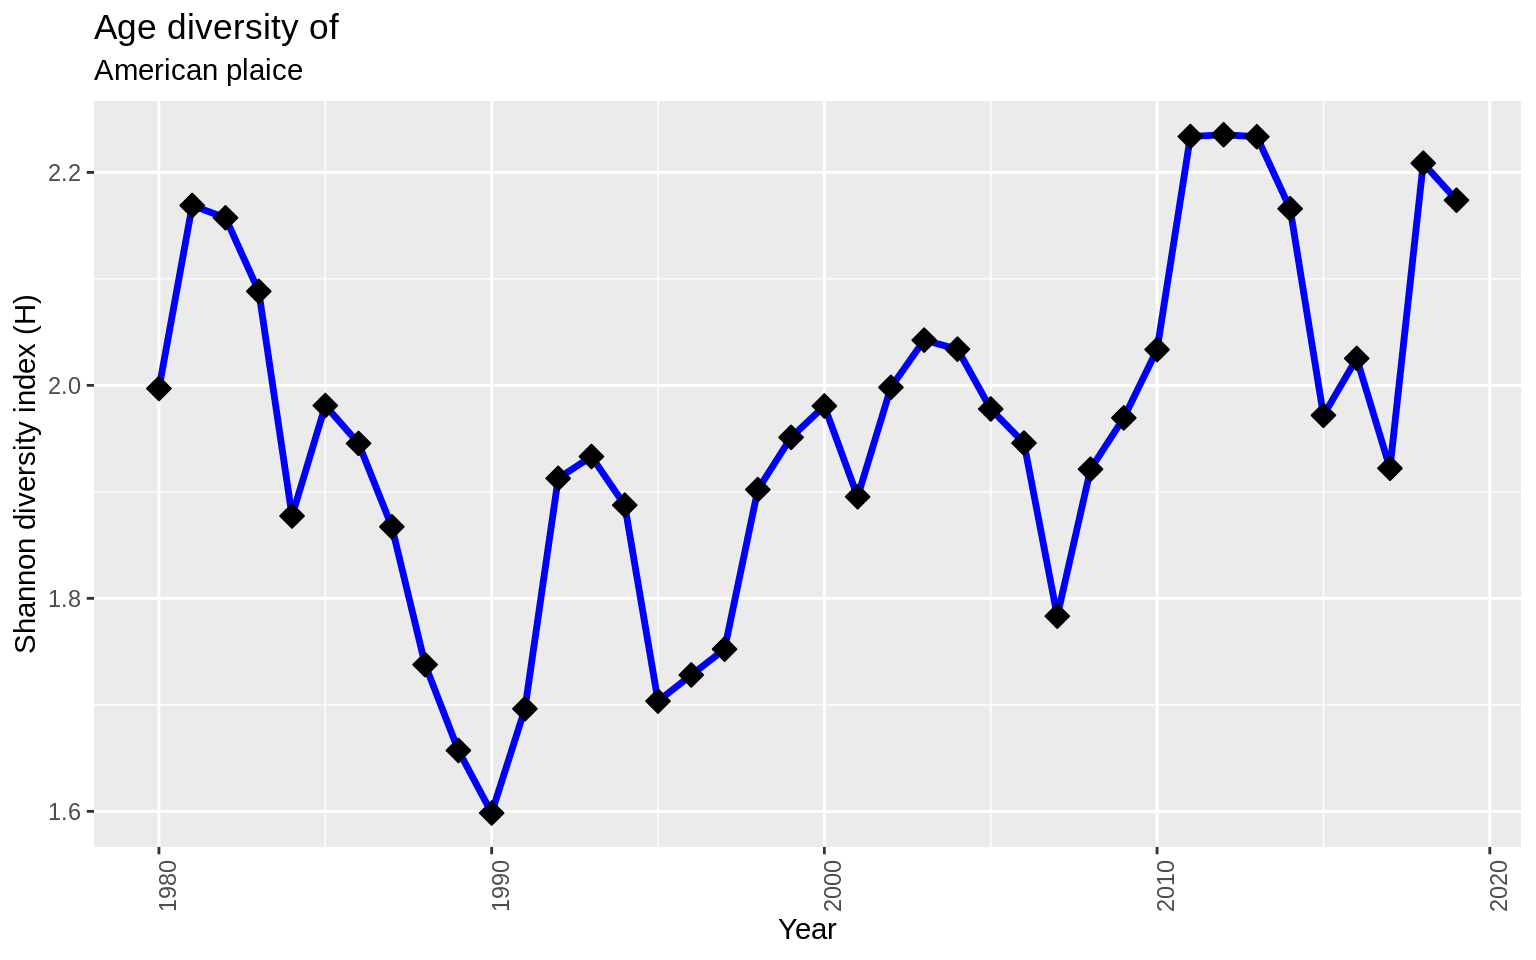 Age diversity of
American plaice
Shannon diversity index (H)
2.2
2.0
1.8
1.6
1980
1990
2000
2010
2020
Year